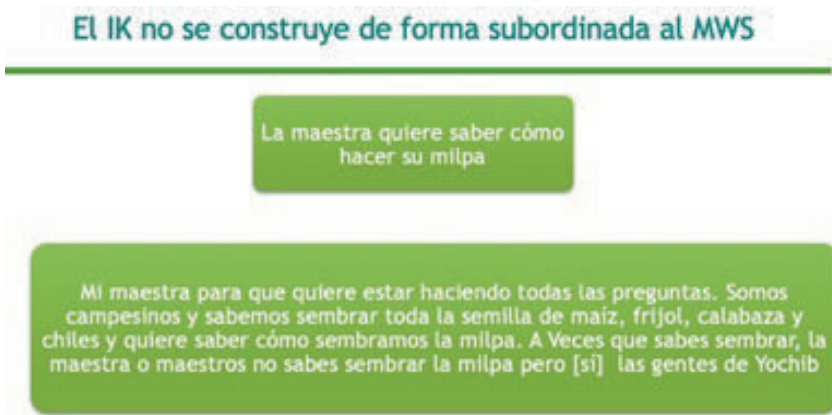 El IK no se construye de forma subordinada al MWS
La maestra quiere saber cómo
hacer su milpa
Mi maestra para que quiere estar haciendo todas las preguntas. Somos
campesinos y sabemos sembrar toda la semilla de maíz, frijol, calabaza y
chiles y quiere saber cómo sembramos la milpa. A Veces que sabes sembrar, la
maestra o maestros no sabes sembrar la milpa pero [sí] las gentes de Yochib